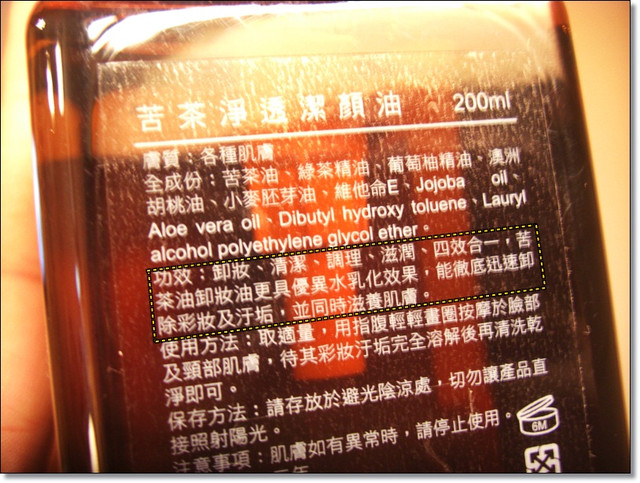 苦茶淨透潔顏油 200ml
膚質：各種肌膚
全成份：苦茶油、綠茶精油、葡萄柚精油、澳洲
胡桃油、小麥胚芽油、維他命E、Jojoba oil、
Aloe vera oil、Dibutyl hydroxy toluene、Lauryl
alcohol polyethylene glycol ether。
功效：卸妝、清潔、調理、滋潤、四效合一，苦
茶油卸妝油更具優異水乳化效果，能徹底迅速卸
除彩妝及汙垢，並同時滋養肌膚。
使用方法：取適量，用指腹輕輕畫圈按摩於臉部
及頸部肌膚，待其彩妝汙垢完全溶解後再清洗乾
淨即可。
保存方法：請存放於避光陰涼處，切勿讓產品直
接照射陽光。
注意事項：肌膚如有異常時，請停止使用。
6M